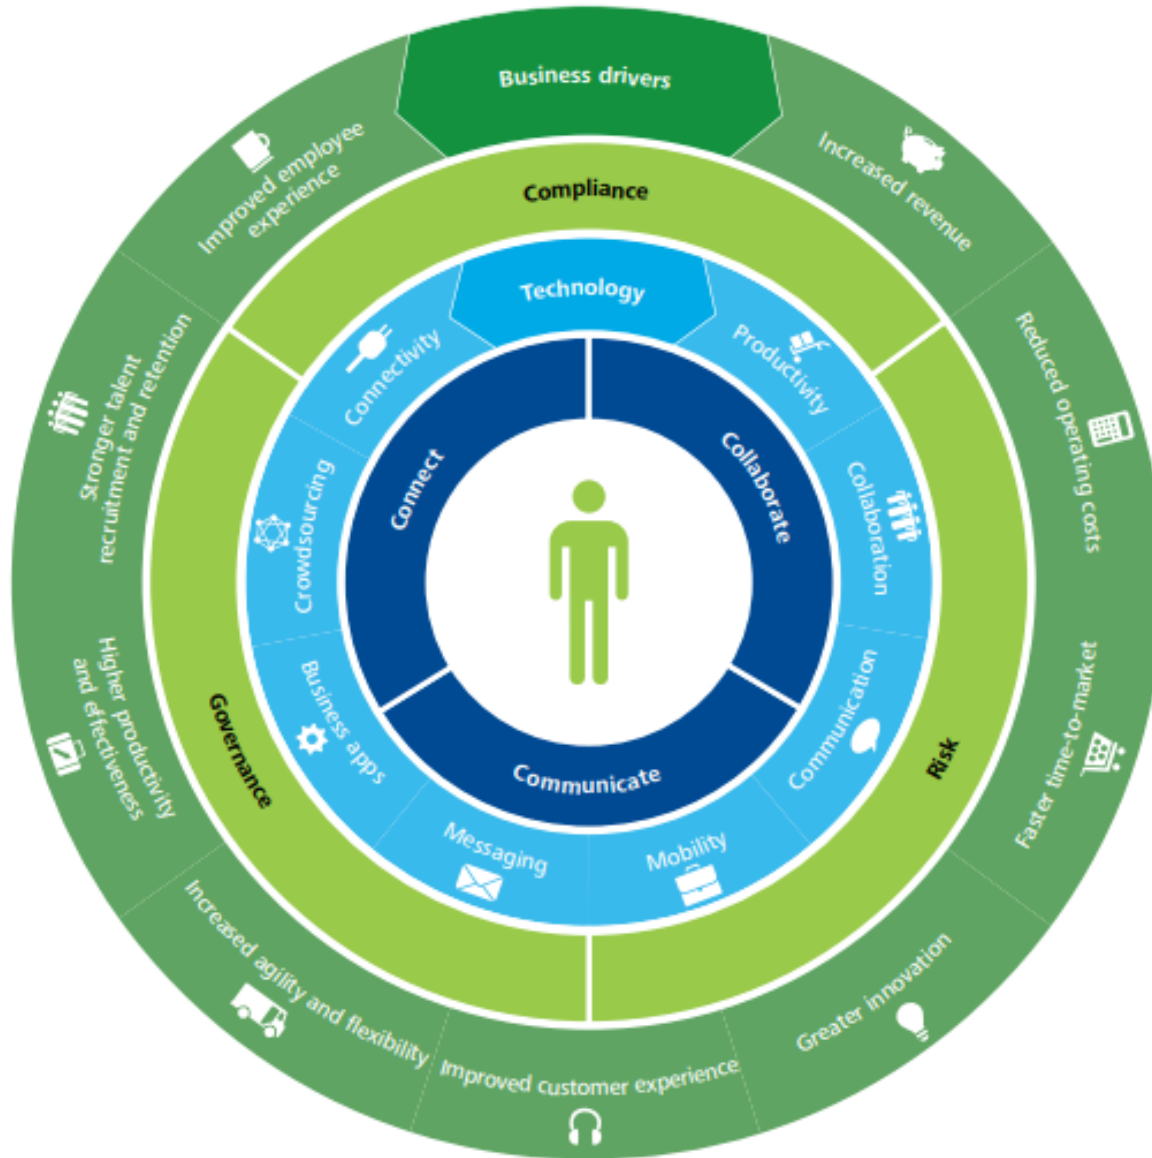 Business drivers
Increased revenue
Reduced operating costs
Faster time-to-market
Greater innovation
Improved customer experience
Increased agility and flexibility
Higher productivity
and effectiveness
Stronger talent
recruitment and retention
Improved employee
experience
Compliance
Risk
Governance
Technology
Productivity
Collaboration
Communication
Mobility
Messaging
Business apps
Crowdsourcing
Connectivity
Collaborate
Communicate
Connect